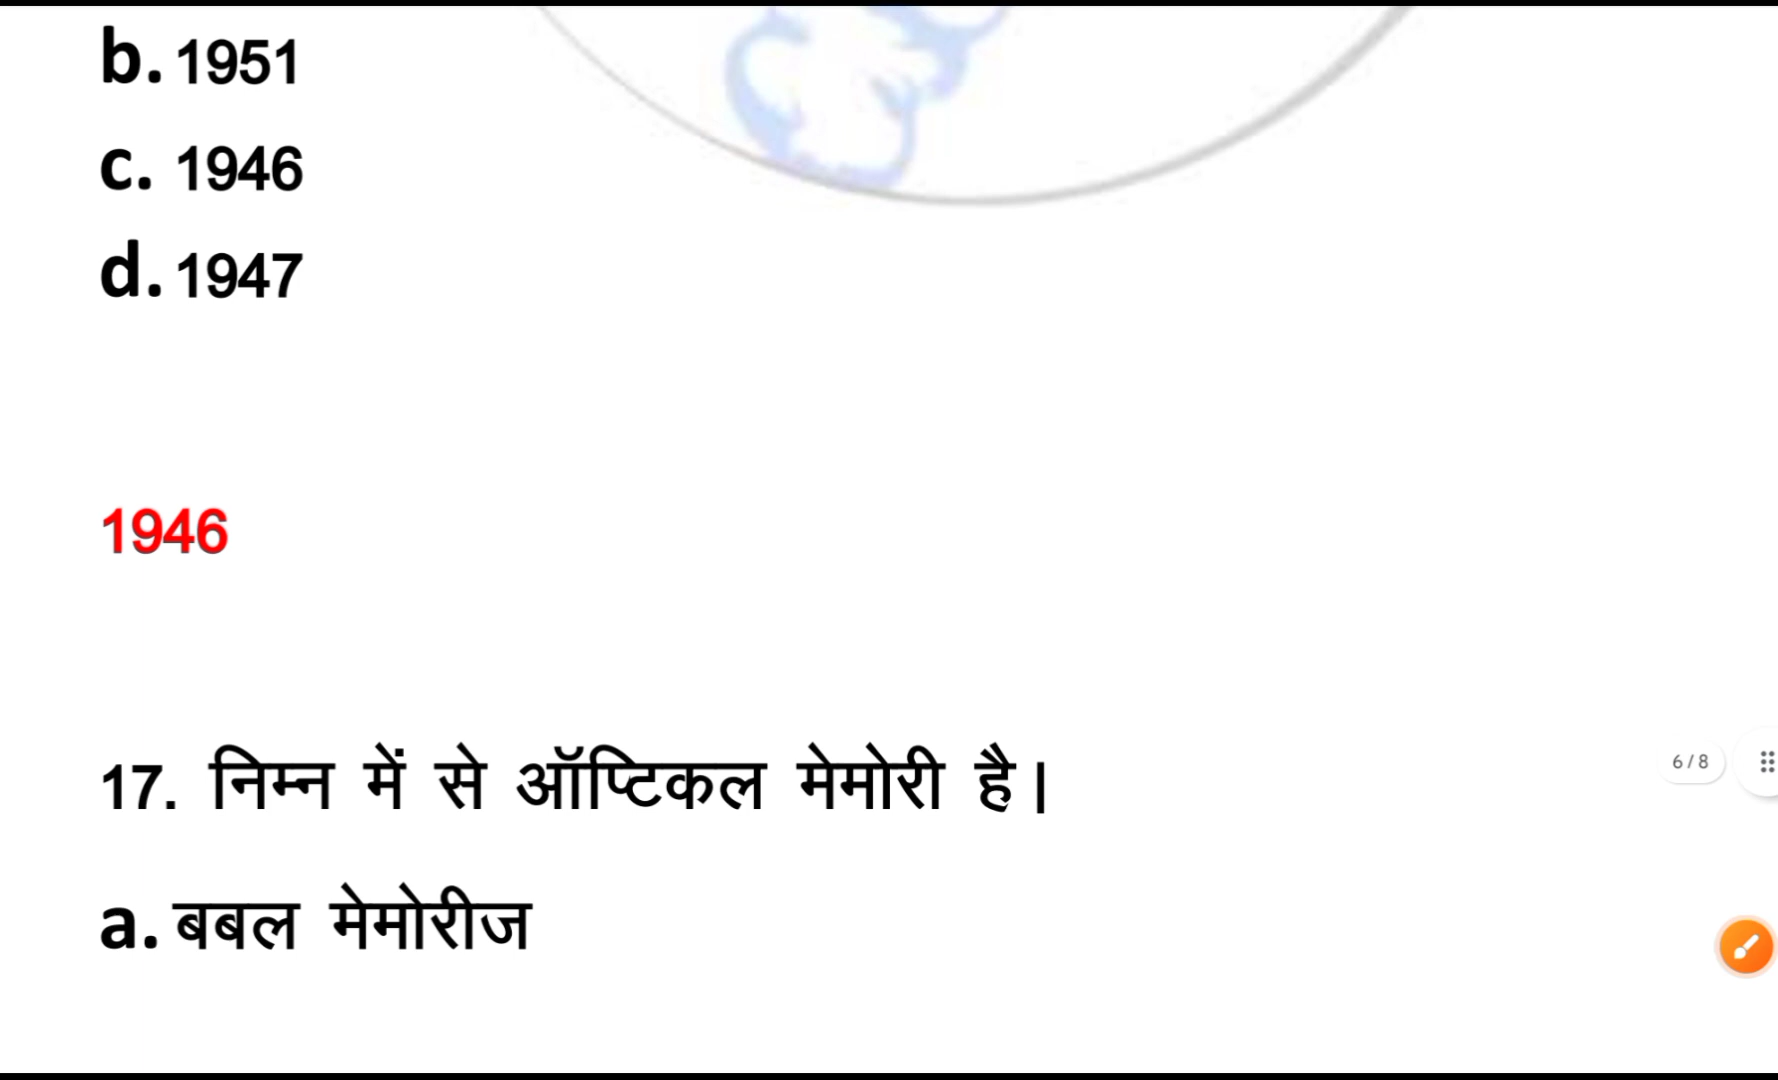 b. 1951
c. 1946
d. 1947
1946
17. निम्न में से ऑप्टिकल मेमोरी है।
6/8
a. बबल मेमोरीज